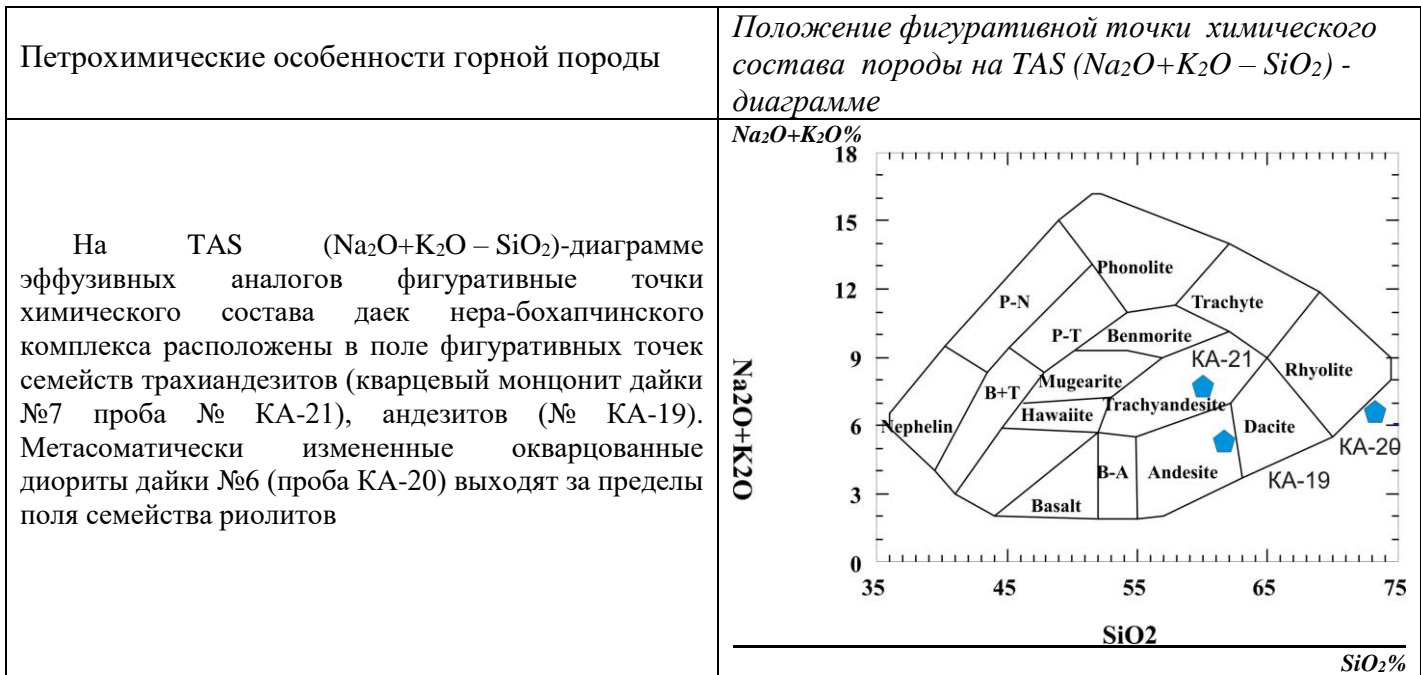 Петрохимические особенности горной породы
Положение фигуративной точки химического
состава породы на TAS (Na₂O+K₂O – SiO₂) -
диаграмме
На TAS (Na₂O+K₂O – SiO₂)-диаграмме
эффузивных аналогов фигуративные точки
химического состава даек нера-бохапчинского
комплекса расположены в поле фигуративных точек
семейств трахиандезитов (кварцевый монцонит дайки
№7 проба № КА-21), андезитов (№ КА-19).
Метасоматически измененные окварцованные
диориты дайки №6 (проба КА-20) выходят за пределы
поля семейства риолитов
Na₂O+K₂O%
18
15
12
9
6
3
0
Na2O+K2O
Phonolite
P-N
Trachyte
P-T
Benmorite
КА-21
Rhyolite
B+T
Mugearite
Trachyandesite
Hawaiite
Nephelin
Dacite
КА-20
B-A
Andesite
КА-19
Basalt
35
45
55
65
75
SiO2
SiO₂%